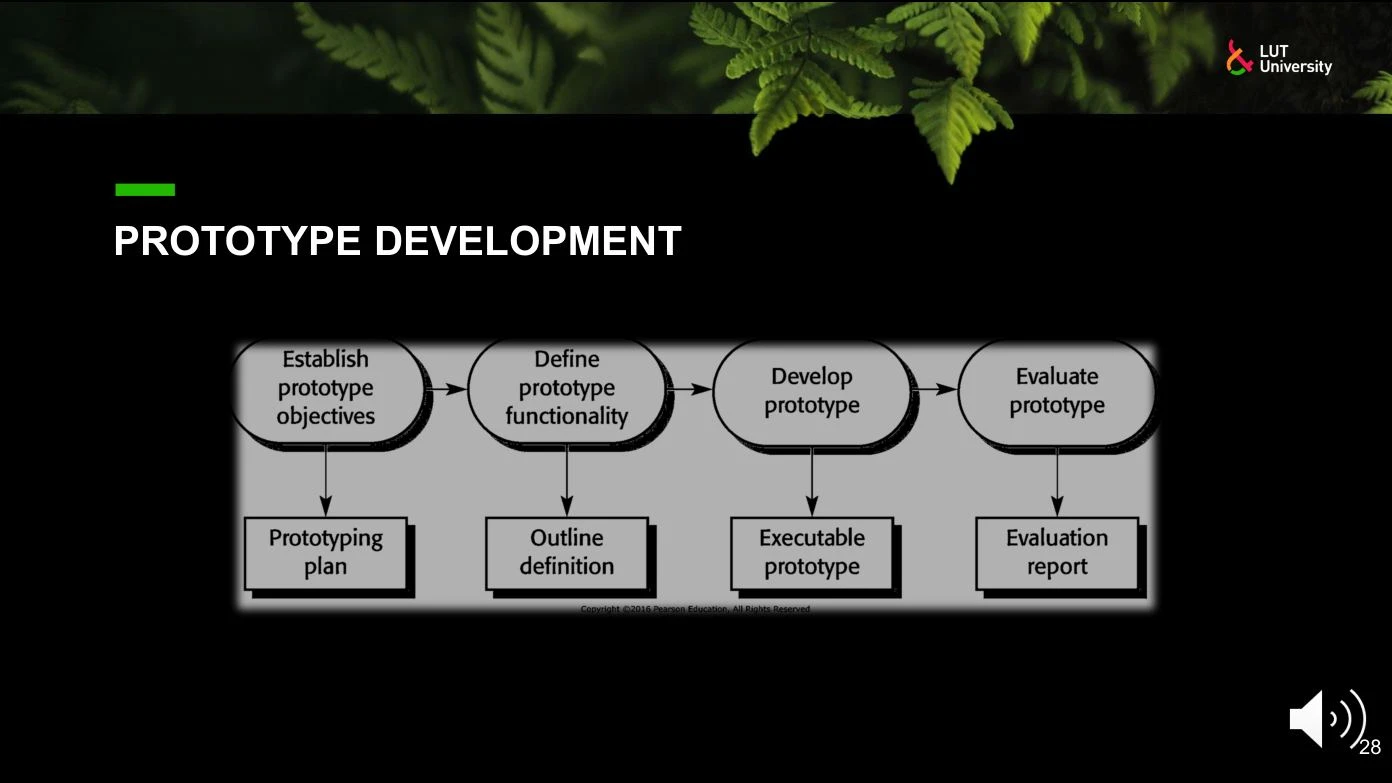 LUT
University
PROTOTYPE DEVELOPMENT
Establish
prototype
objectives
Define
prototype
functionality
Develop
prototype
Evaluate
prototype
Prototyping
plan
Outline
definition
Executable
prototype
Evaluation
report
Copyright ©2016 Pearson Education, All Rights Reserved
28